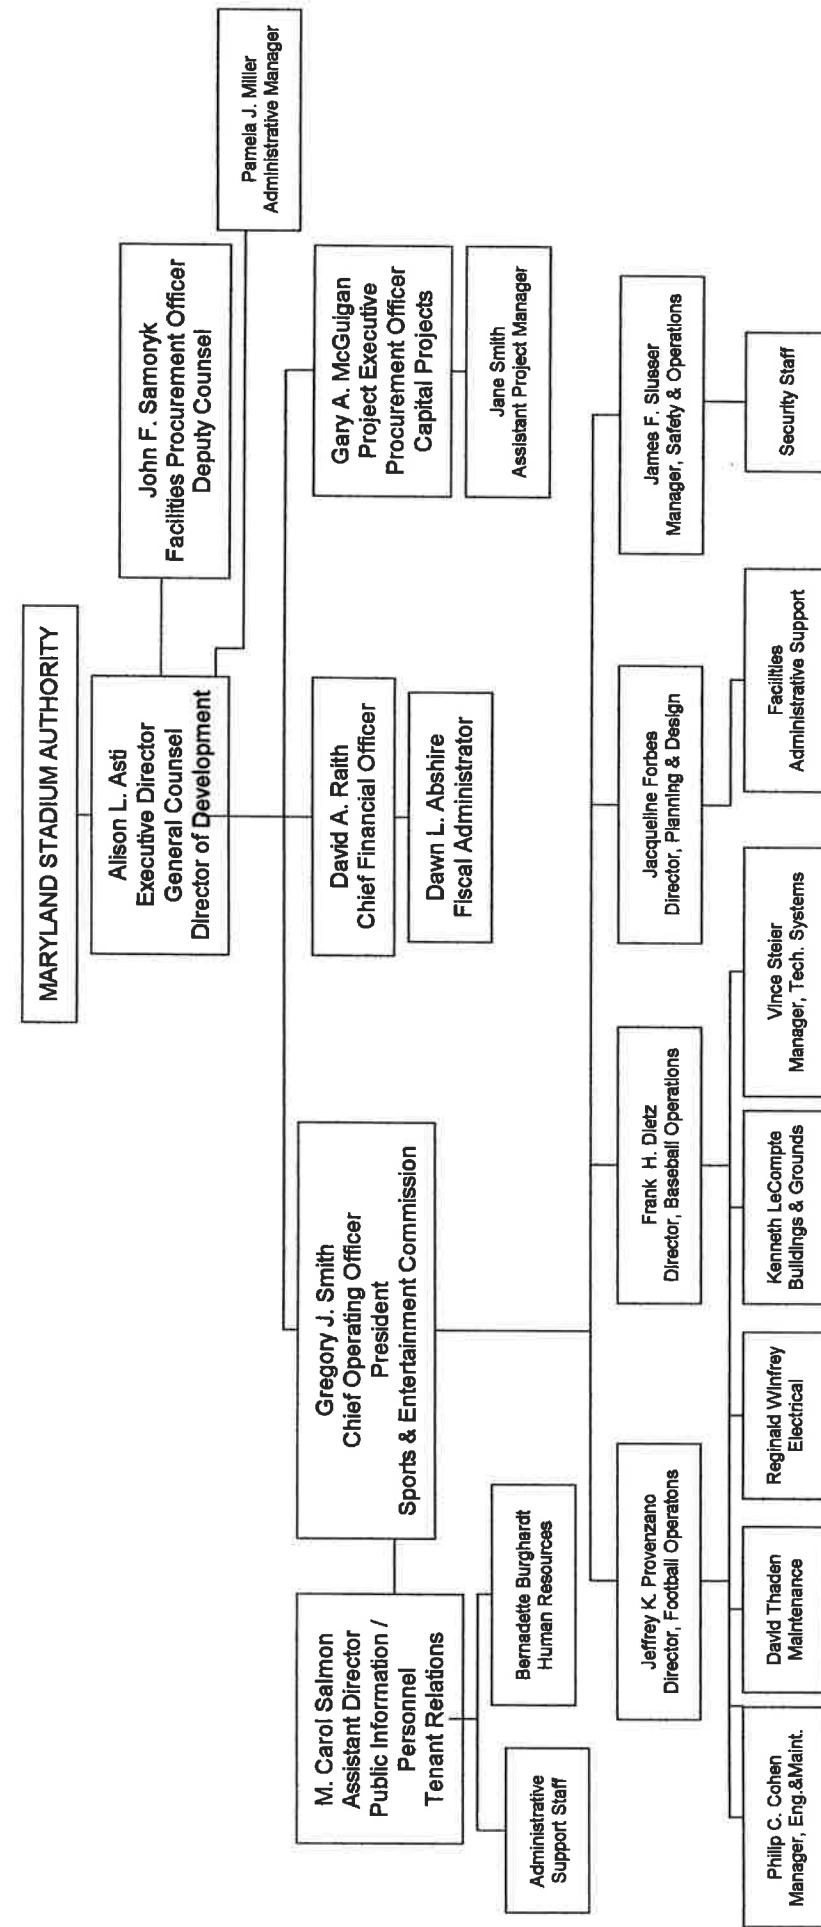 MARYLAND STADIUM AUTHORITY
Alison L. Asti
Executive Director
General Counsel
Director of Development
John F. Samoryk
Facilities Procurement Officer
Deputy Counsel
Pamela J. Miller
Administrative Manager
M. Carol Salmon
Assistant Director
Public Information /
Personnel
Tenant Relations
Gregory J. Smith
Chief Operating Officer
President
Sports & Entertainment Commission
David A. Raith
Chief Financial Officer
Gary A. McGuigan
Project Executive
Procurement Officer
Capital Projects
Dawn L. Abshire
Fiscal Administrator
Jane Smith
Assistant Project Manager
Administrative
Support Staff
Bernadette Burghardt
Human Resources
Jeffrey K. Provenzano
Director, Football Operatons
Frank H. Dietz
Director, Baseball Operations
Jacqueline Forbes
Director, Planning & Design
James F. Slusser
Manager, Safety & Operations
Philip C. Cohen
Manager, Eng.&Maint.
David Thaden
Maintenance
Reginald Winfrey
Electrical
Kenneth LeCompte
Buildings & Grounds
Vince Steier
Manager, Tech. Systems
Facilities
Administrative Support
Security Staff